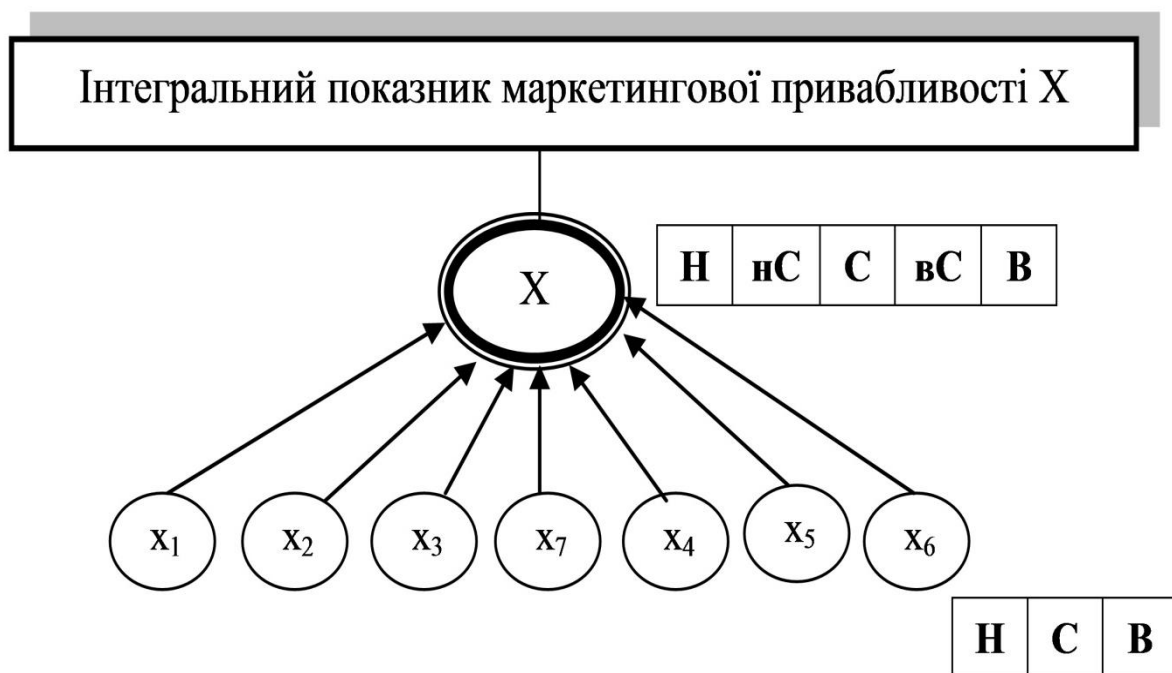 Інтегральний показник маркетингової привабливості X
X
Н нС С вС В
x₁ x₂ x₃ x₇ x₄ x₅ x₆
Н С В